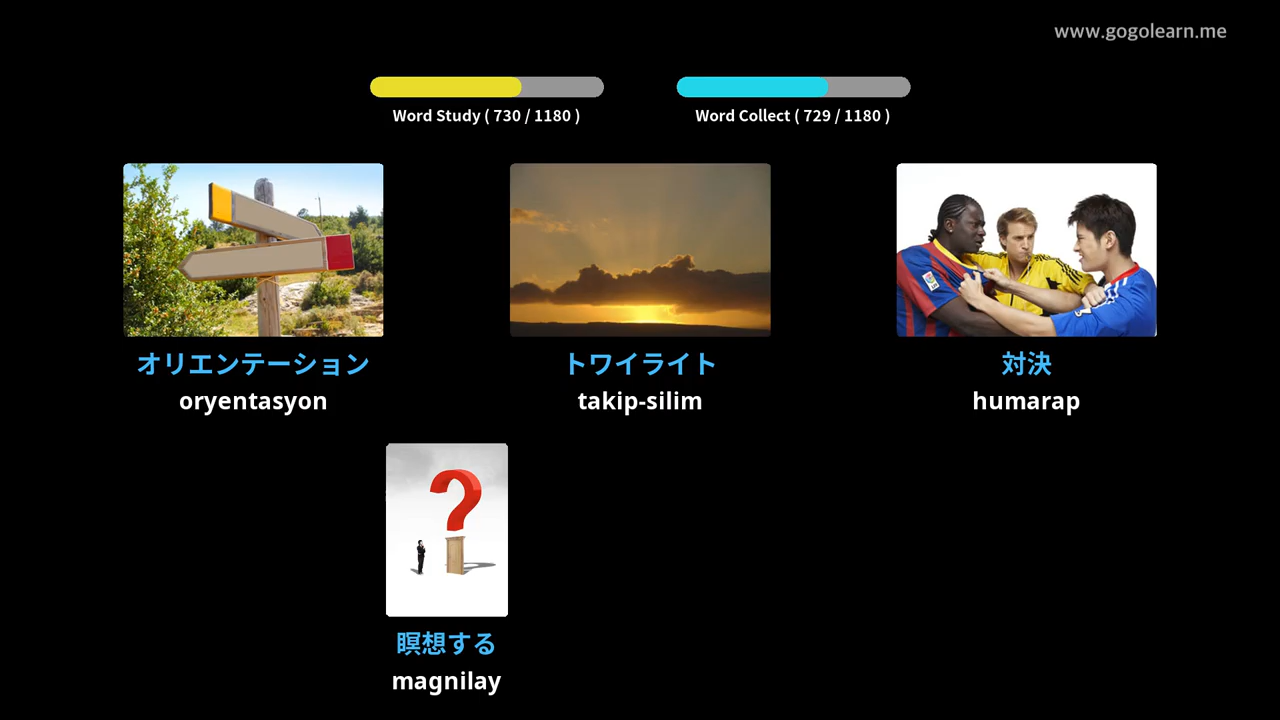 www.gogolearn.me
Word Study ( 730 / 1180 )
Word Collect ( 729 / 1180 )
オリエンテーション
oryentasyon
トワイライト
takip-silim
対決
humarap
瞑想する
magnilay